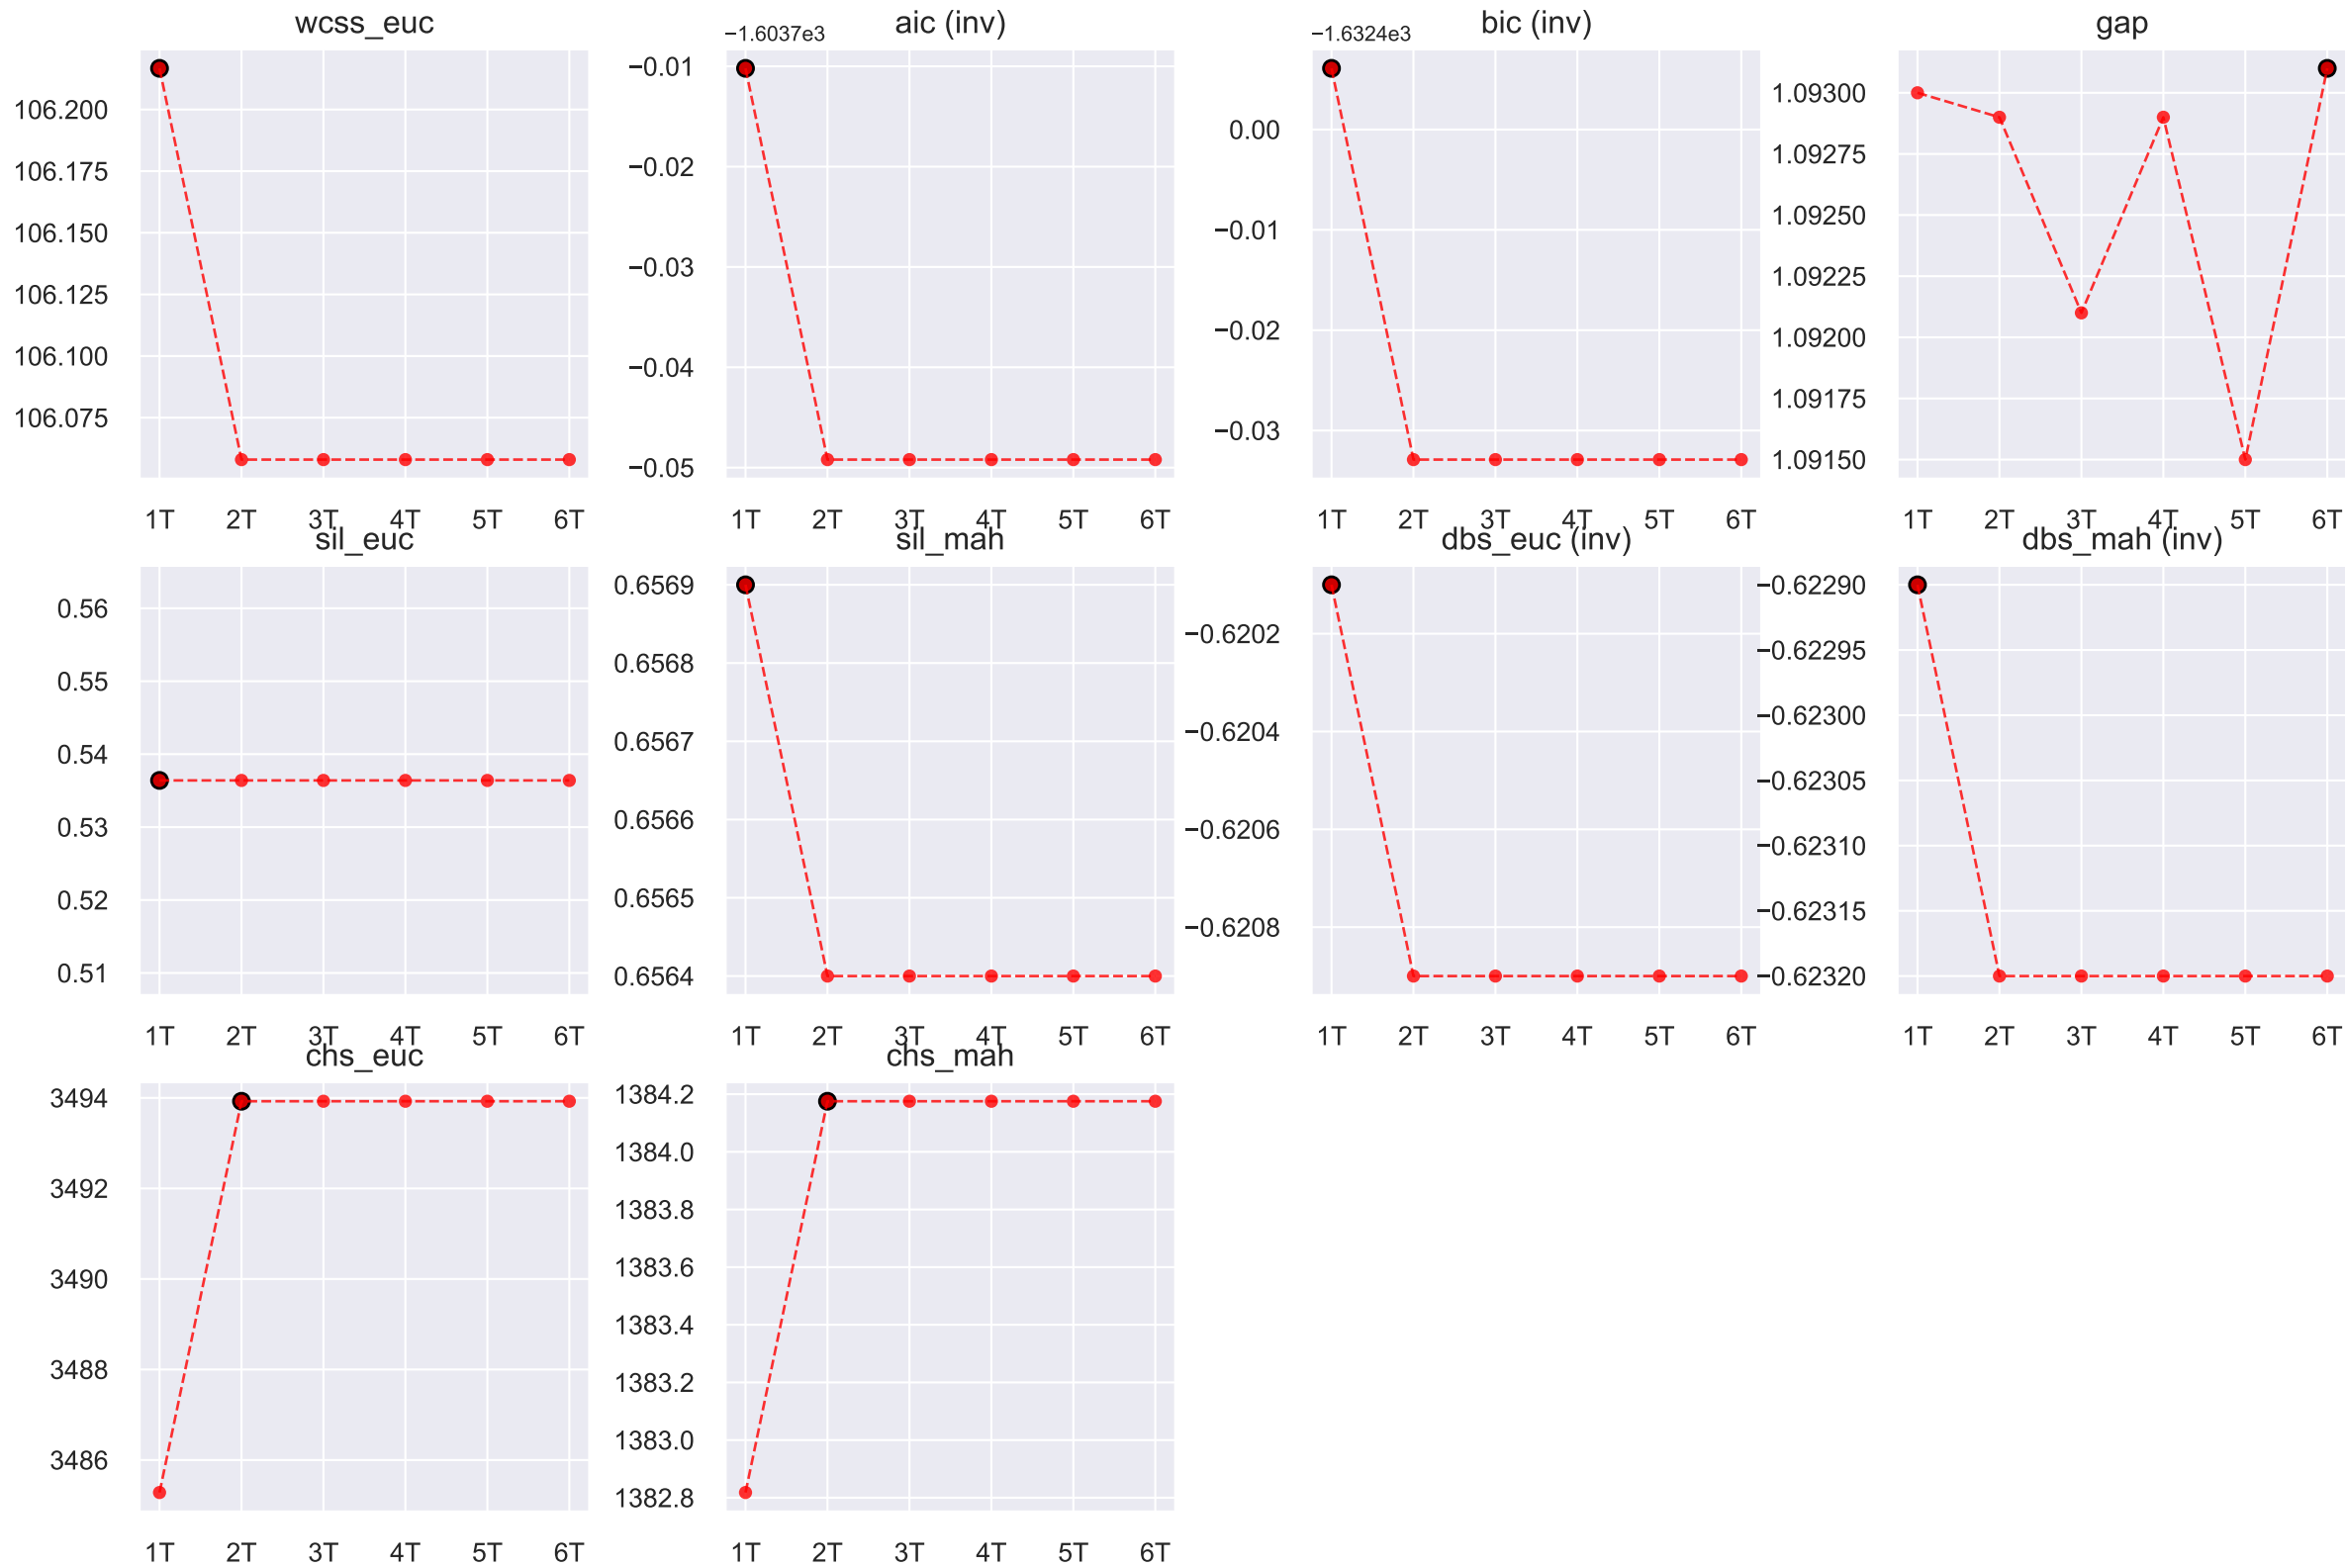 wcss_euc
106.200
106.175
106.150
106.125
106.100
106.075
1T 2T 3T 4T 5T 6T
aic (inv)
−1.6037e3
−0.01
−0.02
−0.03
−0.04
−0.05
1T 2T 3T 4T 5T 6T
bic (inv)
−1.6324e3
0.00
−0.01
−0.02
−0.03
1T 2T 3T 4T 5T 6T
gap
1.09300
1.09275
1.09250
1.09225
1.09200
1.09175
1.09150
1T 2T 3T 4T 5T 6T
sil_euc
0.56
0.55
0.54
0.53
0.52
0.51
1T 2T 3T 4T 5T 6T
sil_mah
0.6569
0.6568
0.6567
0.6566
0.6565
0.6564
1T 2T 3T 4T 5T 6T
dbs_euc (inv)
−0.6202
−0.6204
−0.6206
−0.6208
1T 2T 3T 4T 5T 6T
dbs_mah (inv)
−0.62290
−0.62295
−0.62300
−0.62305
−0.62310
−0.62315
−0.62320
1T 2T 3T 4T 5T 6T
chs_euc
3494
3492
3490
3488
3486
1T 2T 3T 4T 5T 6T
chs_mah
1384.2
1384.0
1383.8
1383.6
1383.4
1383.2
1383.0
1382.8
1T 2T 3T 4T 5T 6T